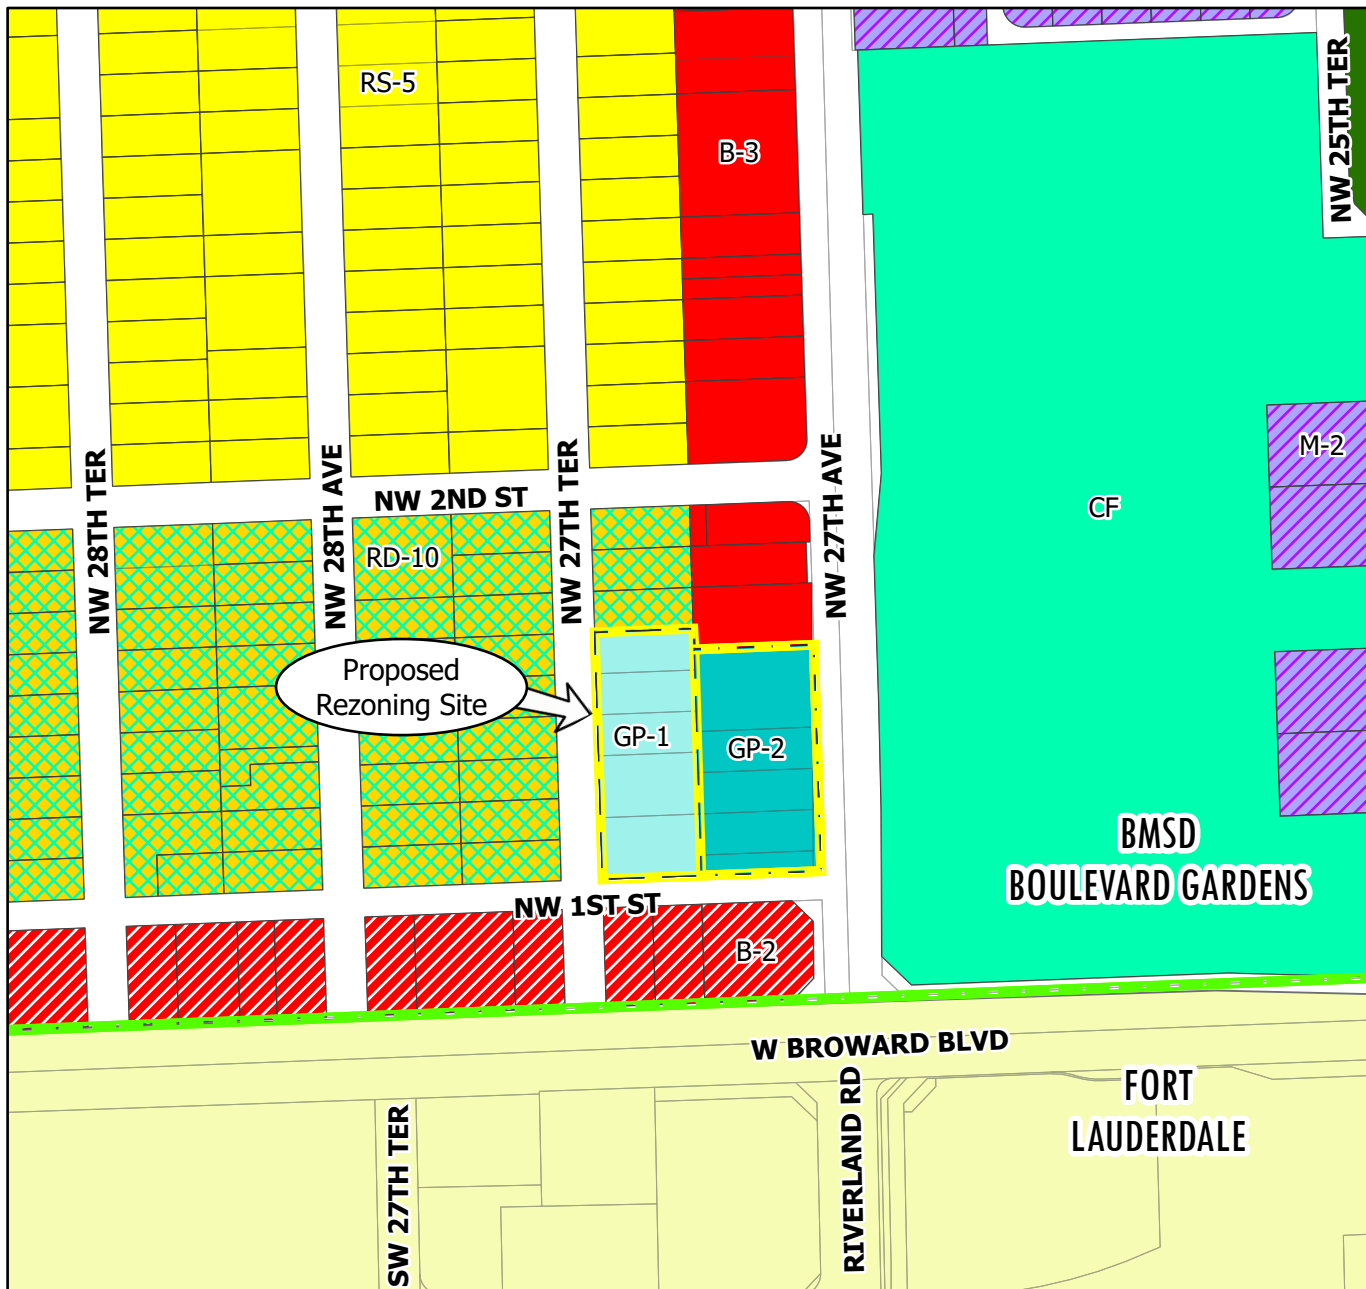 RS-5
B-3
NW 25TH TER
M-2
CF
NW 28TH TER
NW 28TH AVE
NW 2ND ST
NW 27TH TER
NW 27TH AVE
RD-10
Proposed
Rezoning Site
GP-1
GP-2
BMSD
BOULEVARD GARDENS
NW 1ST ST
B-2
W BROWARD BLVD
FORT
LAUDERDALE
SW 27TH TER
RIVERLAND RD